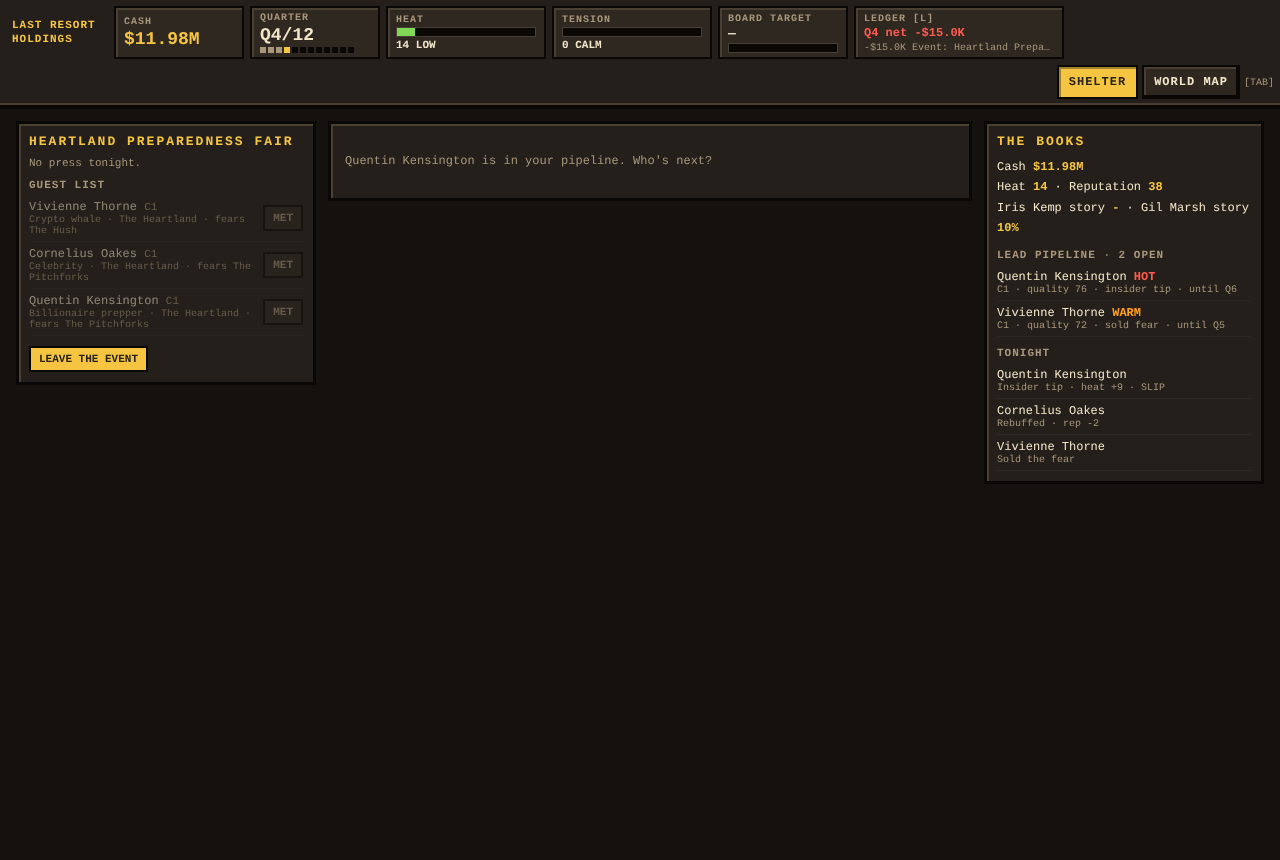 LAST RESORT
HOLDINGS
CASH
$11.98M
QUARTER
Q4/12
HEAT
14 LOW
TENSION
0 CALM
BOARD TARGET
—
LEDGER [L]
Q4 net -$15.0K
-$15.0K Event: Heartland Prepa…
SHELTER
WORLD MAP
[TAB]
HEARTLAND PREPAREDNESS FAIR
No press tonight.
GUEST LIST
Vivienne Thorne C1
Crypto whale · The Heartland · fears
The Hush
MET
Cornelius Oakes C1
Celebrity · The Heartland · fears The
Pitchforks
MET
Quentin Kensington C1
Billionaire prepper · The Heartland ·
fears The Pitchforks
MET
LEAVE THE EVENT
Quentin Kensington is in your pipeline. Who's next?
THE BOOKS
Cash $11.98M
Heat 14 · Reputation 38
Iris Kemp story - · Gil Marsh story
10%
LEAD PIPELINE · 2 OPEN
Quentin Kensington HOT
C1 · quality 76 · insider tip · until Q6
Vivienne Thorne WARM
C1 · quality 72 · sold fear · until Q5
TONIGHT
Quentin Kensington
Insider tip · heat +9 · SLIP
Cornelius Oakes
Rebuffed · rep -2
Vivienne Thorne
Sold the fear